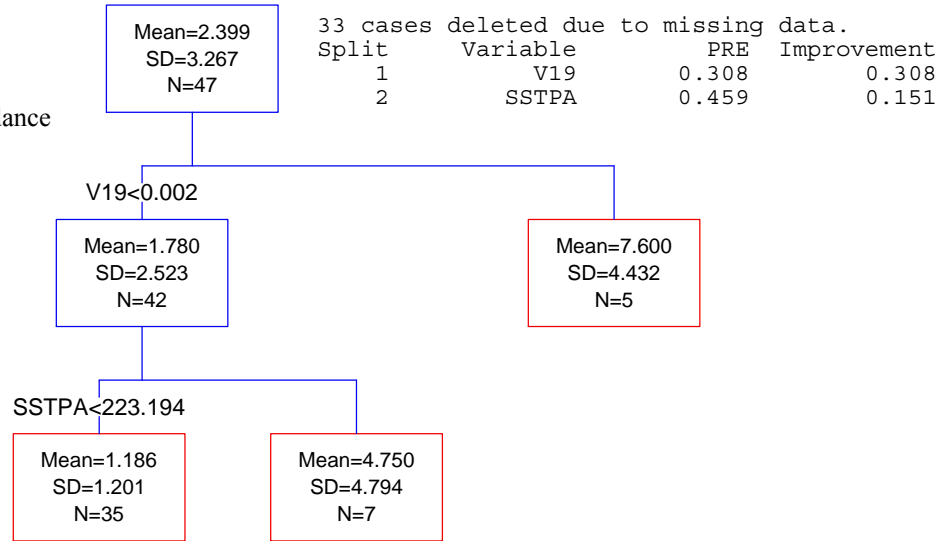 Mean=2.399
SD=3.267
N=47
33 cases deleted due to missing data.
Split Variable PRE Improvement
1 V19 0.308 0.308
2 SSTPA 0.459 0.151
lance
V19<0.002
Mean=1.780
SD=2.523
N=42
Mean=7.600
SD=4.432
N=5
SSTPA<223.194
Mean=1.186
SD=1.201
N=35
Mean=4.750
SD=4.794
N=7